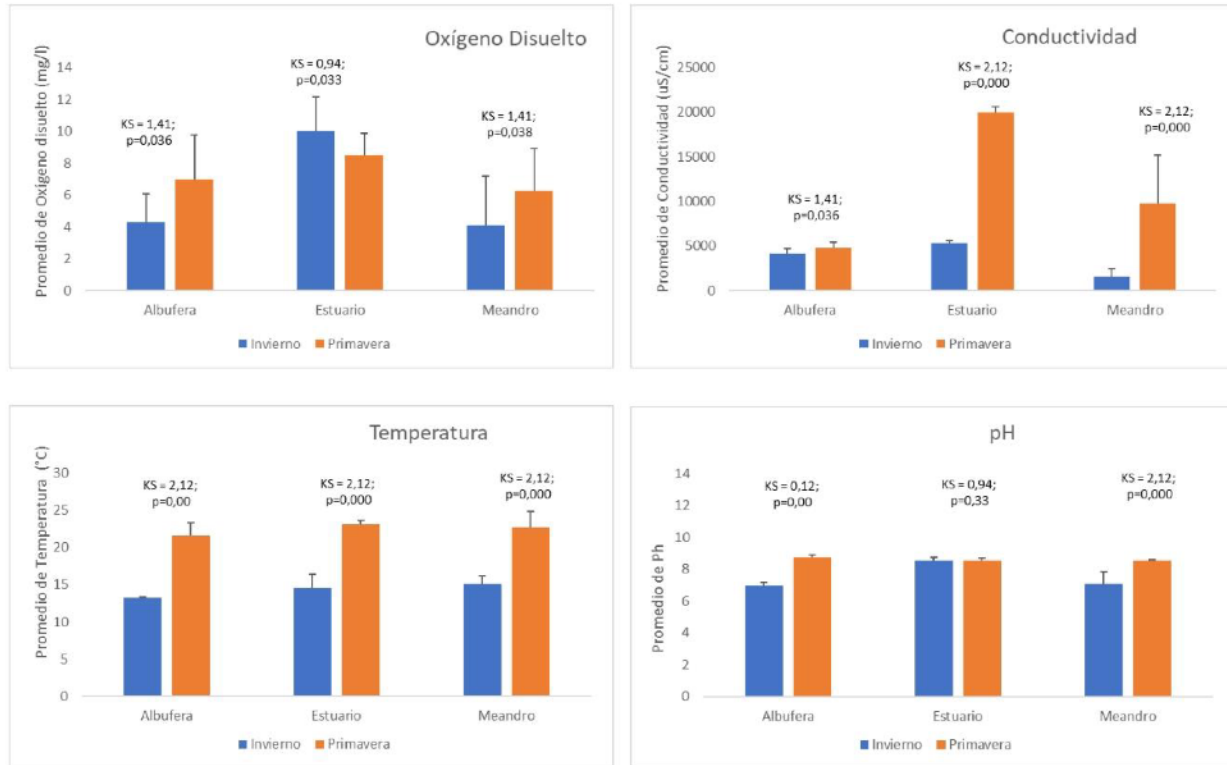 Oxígeno Disuelto
Promedio de Oxígeno disuelto (mg/l)
14
12
10
8
6
4
2
0
KS = 1,41;
p=0,036
KS = 0,94;
p=0,033
KS = 1,41;
p=0,038
Albufera
Estuario
Meandro
Invierno
Primavera
Conductividad
Promedio de Conductividad (uS/cm)
25000
20000
15000
10000
5000
0
KS = 1,41;
p=0,036
KS = 2,12;
p=0,000
KS = 2,12;
p=0,000
Albufera
Estuario
Meandro
Invierno
Primavera
Temperatura
Promedio de Temperatura (°C)
30
25
20
15
10
5
0
KS = 2,12;
p=0,00
KS = 2,12;
p=0,000
KS = 2,12;
p=0,000
Albufera
Estuario
Meandro
Invierno
Primavera
pH
Promedio de Ph
14
12
10
8
6
4
2
0
KS = 0,12;
p=0,00
KS = 0,94;
p=0,33
KS = 2,12;
p=0,000
Albufera
Estuario
Meandro
Invierno
Primavera